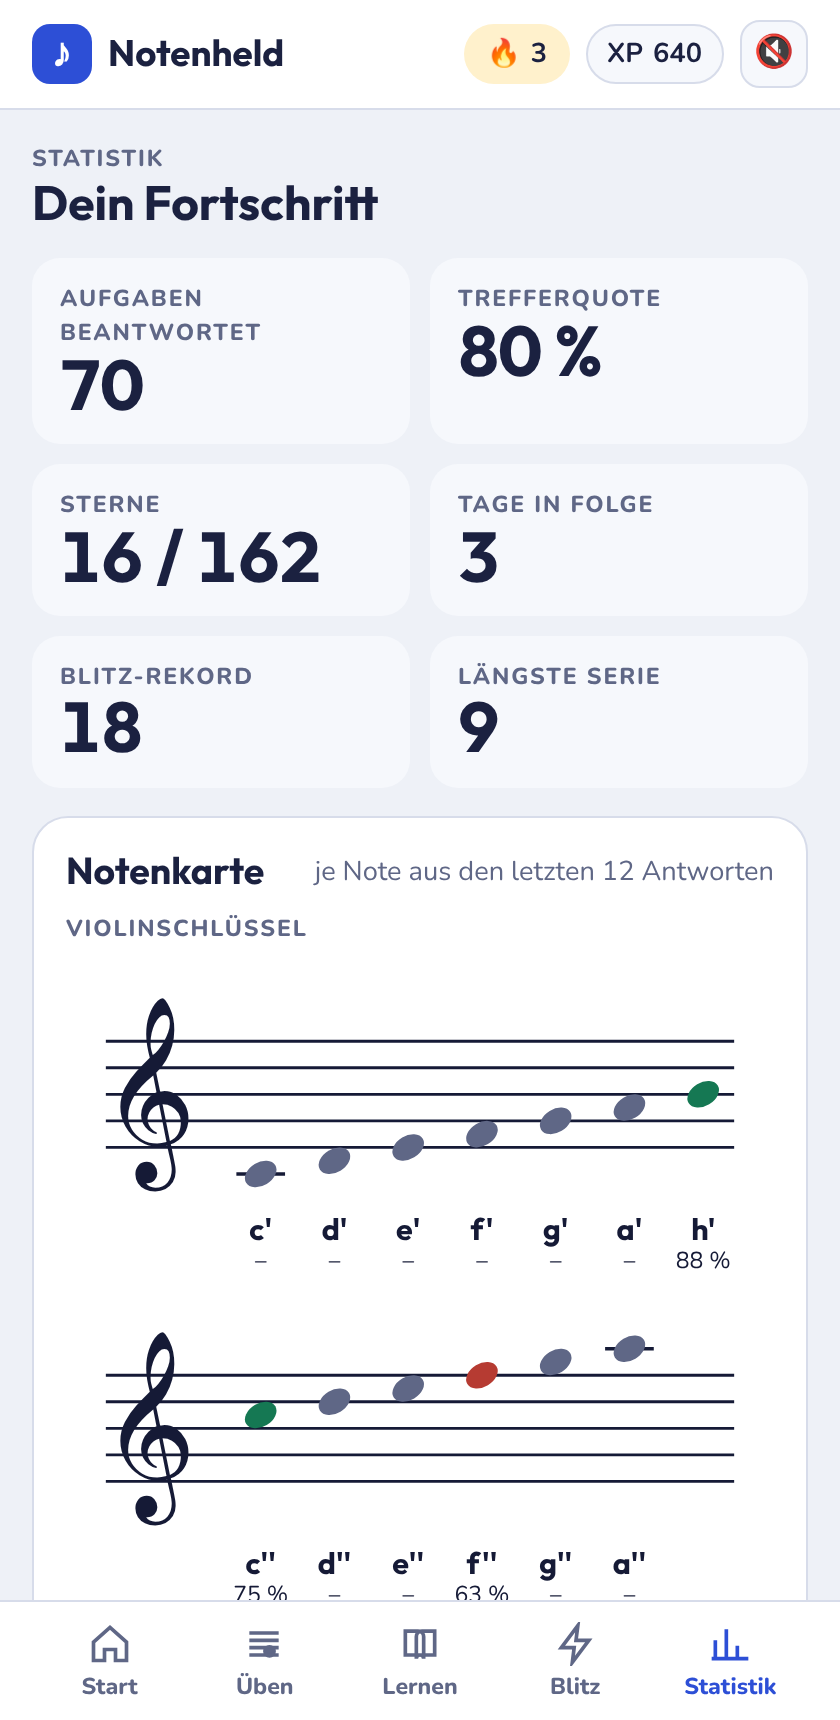 Notenheld
🔥 3
XP 640
STATISTIK
Dein Fortschritt
AUFGABEN
BEANTWORTET
70
TREFFERQUOTE
80 %
STERNE
16 / 162
TAGE IN FOLGE
3
BLITZ-REKORD
18
LÄNGSTE SERIE
9
Notenkarte je Note aus den letzten 12 Antworten
VIOLINSCHLÜSSEL
c' d' e' f' g' a' h'
– – – – – – 88 %
c'' d'' e'' f'' g'' a''
75 % – – 63 % – –
Start Üben Lernen Blitz Statistik